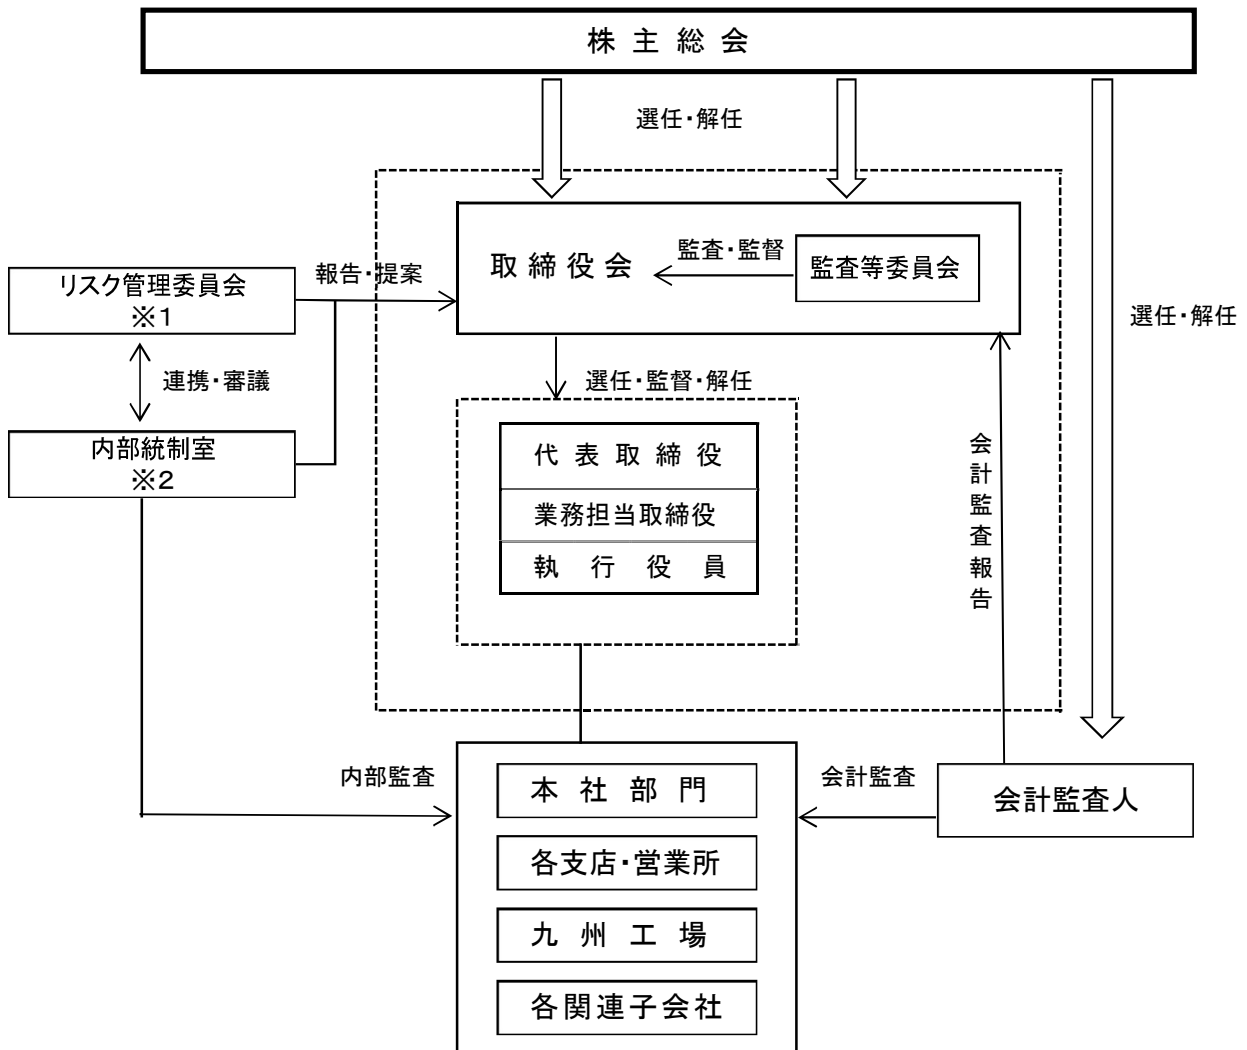 株主総会
選任・解任
取締役会
監査・監督
監査等委員会
リスク管理委員会
※1
報告・提案
選任・解任
連携・審議
選任・監督・解任
内部統制室
※2
代表取締役
業務担当取締役
執行役員
会計監査報告
内部監査
本社部門
会計監査
会計監査人
各支店・営業所
九州工場
各関連子会社